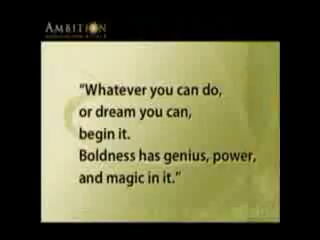 AMBITION
"Whatever you can do,
or dream you can,
begin it.
Boldness has genius, power,
and magic in it."